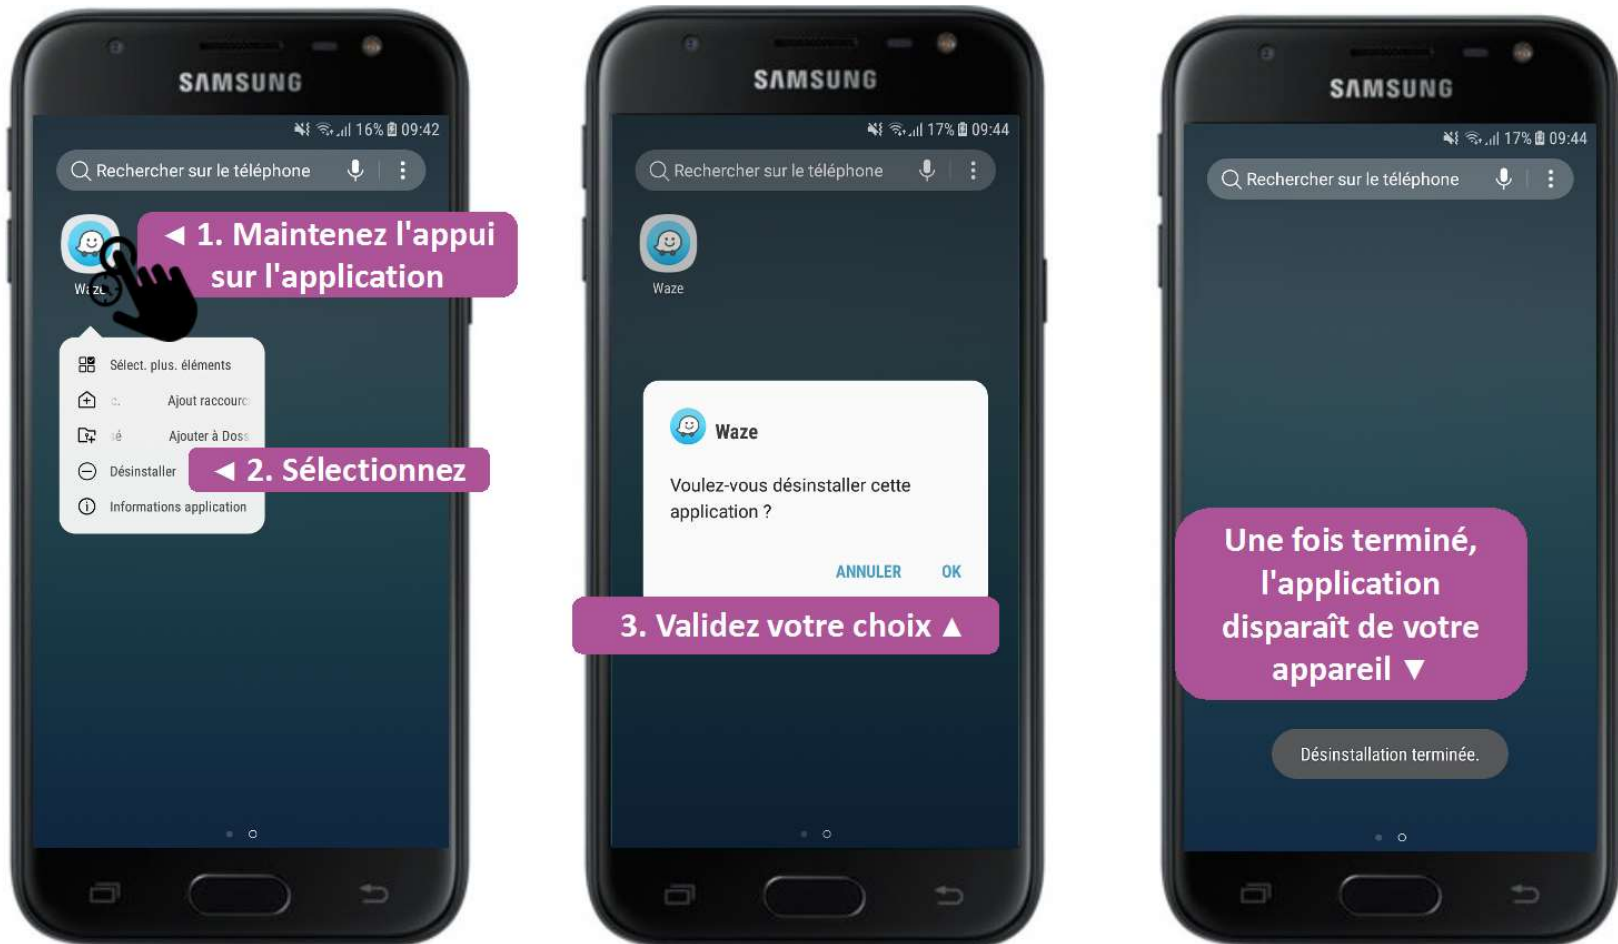 SAMSUNG
16% 09:42
Rechercher sur le téléphone
◄ 1. Maintenez l'appui
sur l'application
Waze
Sélect. plus. éléments
Ajout raccourc
sé Ajouter à Doss
Désinstaller
◄ 2. Sélectionnez
Informations application
SAMSUNG
17% 09:44
Rechercher sur le téléphone
Waze
Waze
Voulez-vous désinstaller cette
application ?
ANNULER OK
3. Validez votre choix ▲
SAMSUNG
17% 09:44
Rechercher sur le téléphone
Une fois terminé,
l'application
disparaît de votre
appareil ▼
Désinstallation terminée.